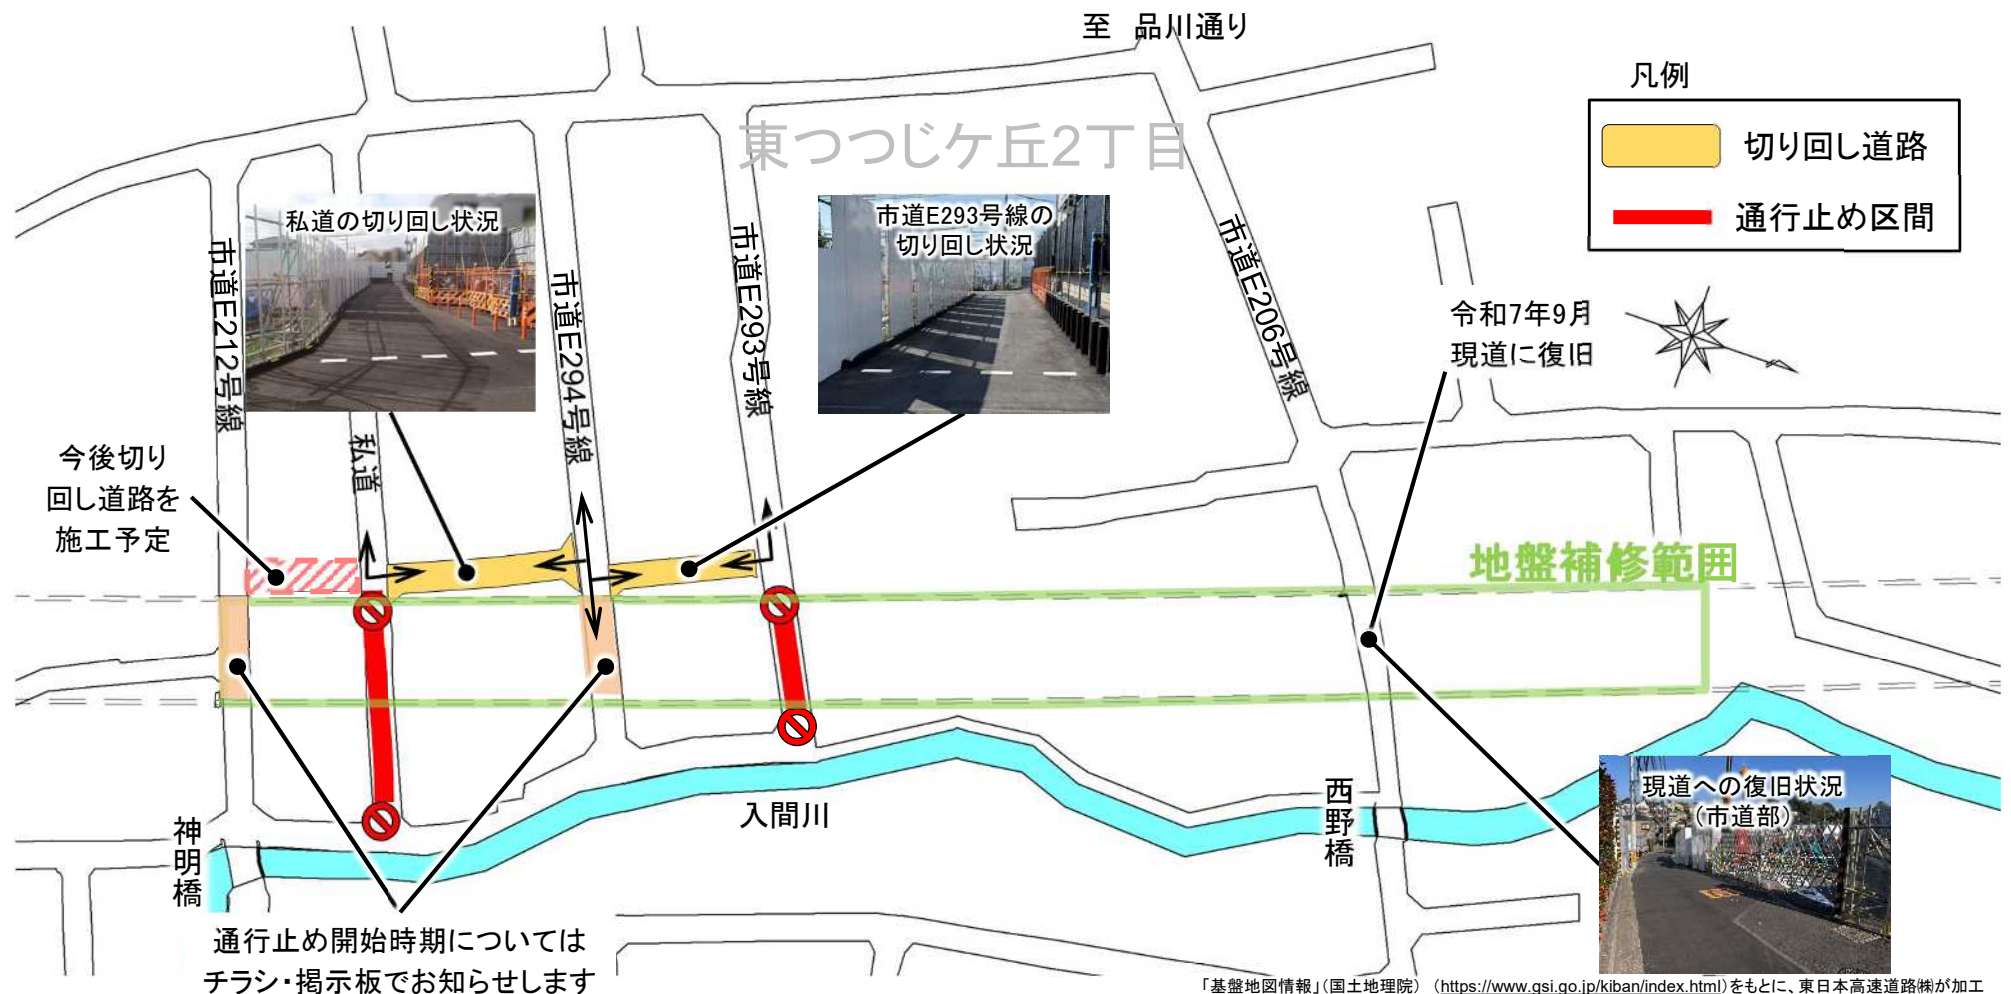 至 品川通り
凡例
切り回し道路
通行止め区間
東つつじケ丘2丁目
私道の切り回し状況
市道E293号線の
切り回し状況
市道E212号線
私道
市道E294号線
市道E293号線
市道E206号線
令和7年9月
現道に復旧
今後切り
回し道路を
施工予定
地盤補修範囲
入間川
西野橋
神明橋
現道への復旧状況
(市道部)
通行止め開始時期については
チラシ・掲示板でお知らせします
「基盤地図情報」(国土地理院) (https://www.gsi.go.jp/kiban/index.html)をもとに、東日本高速道路㈱が加工